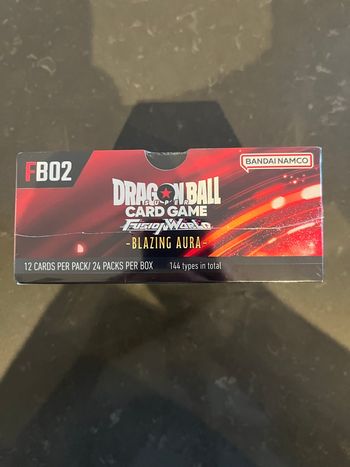 FB02
BANDAI NAMCO
DRAGON BALL
SUPER
CARD GAME
FUSION WORLD
-BLAZING AURA-
12 CARDS PER PACK/ 24 PACKS PER BOX 144 types in total